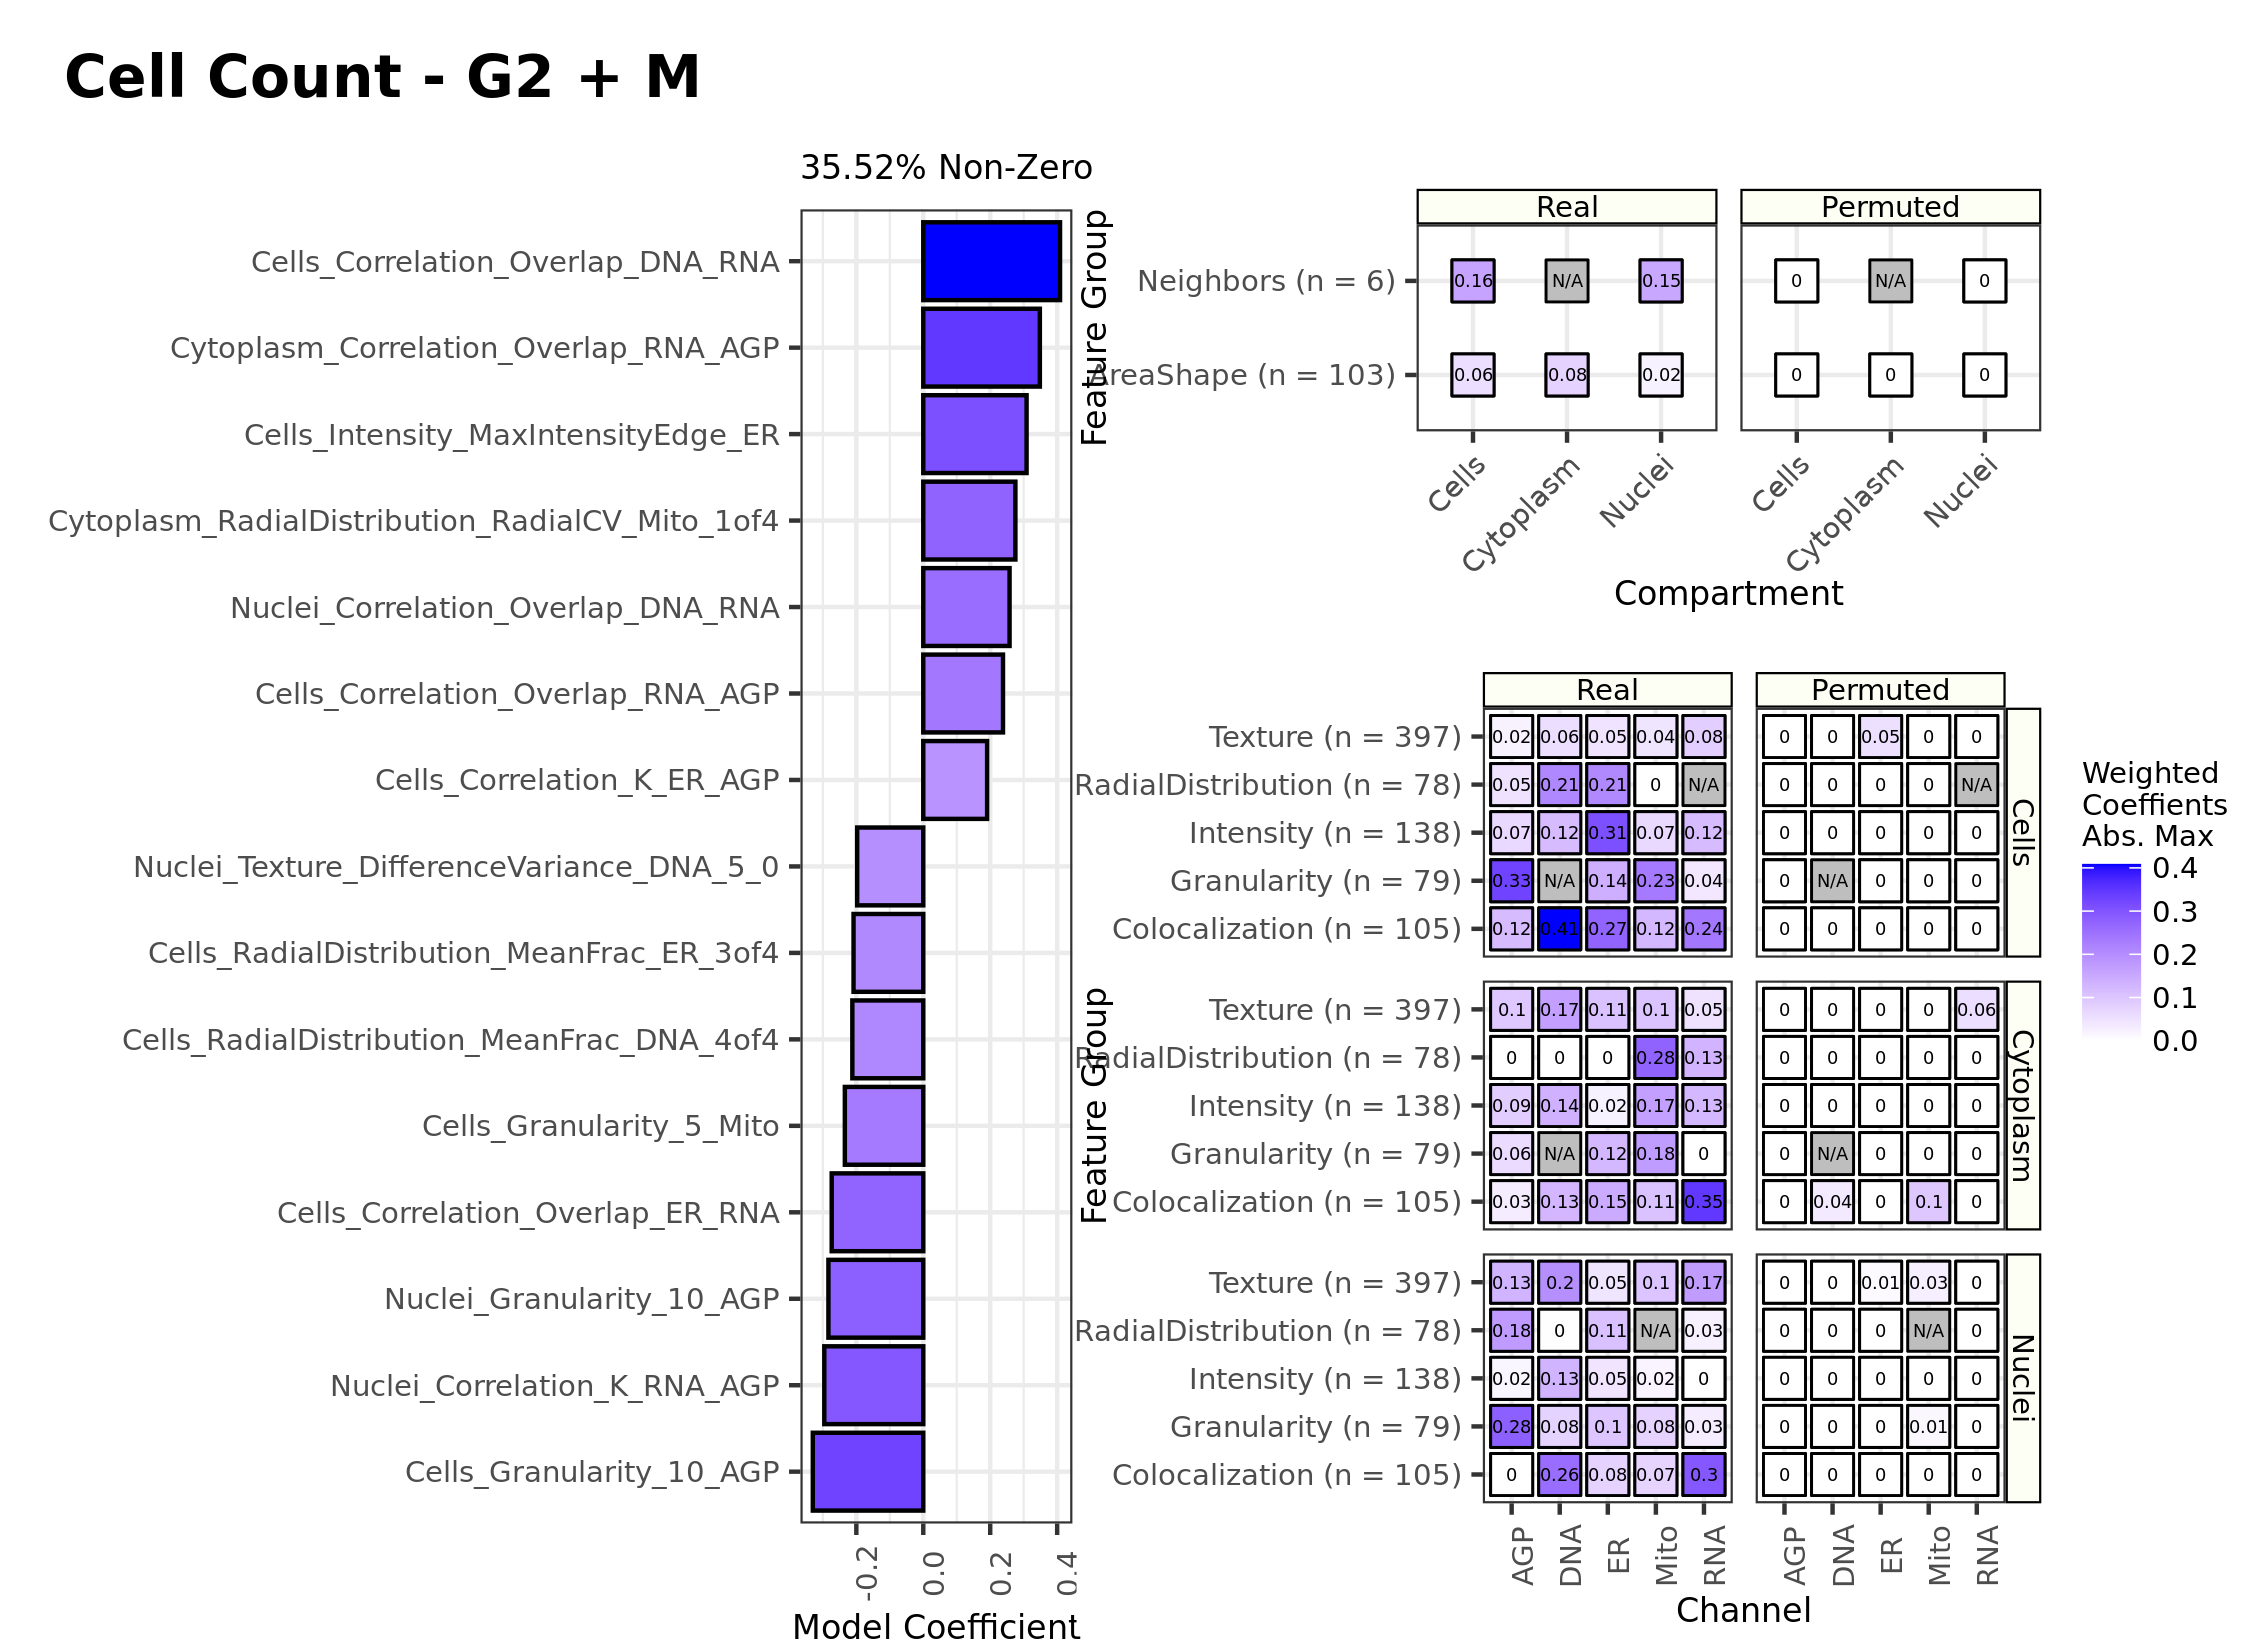 Cell Count - G2 + M
35.52% Non-Zero
Cells_Correlation_Overlap_DNA_RNA
Cytoplasm_Correlation_Overlap_RNA_AGP
Cells_Intensity_MaxIntensityEdge_ER
Cytoplasm_RadialDistribution_RadialCV_Mito_1of4
Nuclei_Correlation_Overlap_DNA_RNA
Cells_Correlation_Overlap_RNA_AGP
Cells_Correlation_K_ER_AGP
Nuclei_Texture_DifferenceVariance_DNA_5_0
Cells_RadialDistribution_MeanFrac_ER_3of4
Cells_RadialDistribution_MeanFrac_DNA_4of4
Cells_Granularity_5_Mito
Cells_Correlation_Overlap_ER_RNA
Nuclei_Granularity_10_AGP
Nuclei_Correlation_K_RNA_AGP
Cells_Granularity_10_AGP
-0.2 0.0 0.2 0.4
Model Coefficient
Feature Group
Real Permuted
Neighbors (n = 6) 0.16 N/A 0.15 0 N/A 0
AreaShape (n = 103) 0.06 0.08 0.02 0 0 0
Cells Cytoplasm Nuclei Cells Cytoplasm Nuclei
Compartment
Feature Group
Real Permuted
Texture (n = 397) 0.02 0.06 0.05 0.04 0.08 0 0 0.05 0 0
RadialDistribution (n = 78) 0.05 0.21 0.21 0 N/A 0 0 0 0 N/A
Intensity (n = 138) 0.07 0.12 0.31 0.07 0.12 0 0 0 0 0
Granularity (n = 79) 0.33 N/A 0.14 0.23 0.04 0 N/A 0 0 0
Colocalization (n = 105) 0.12 0.41 0.27 0.12 0.24 0 0 0 0 0
Cells
Texture (n = 397) 0.1 0.17 0.11 0.1 0.05 0 0 0 0 0.06
RadialDistribution (n = 78) 0 0 0 0.28 0.13 0 0 0 0 0
Intensity (n = 138) 0.09 0.14 0.02 0.17 0.13 0 0 0 0 0
Granularity (n = 79) 0.06 N/A 0.12 0.18 0 0 N/A 0 0 0
Colocalization (n = 105) 0.03 0.13 0.15 0.11 0.35 0 0.04 0 0.1 0
Cytoplasm
Texture (n = 397) 0.13 0.2 0.05 0.1 0.17 0 0 0.01 0.03 0
RadialDistribution (n = 78) 0.18 0 0.11 N/A 0.03 0 0 0 N/A 0
Intensity (n = 138) 0.02 0.13 0.05 0.02 0 0 0 0 0 0
Granularity (n = 79) 0.28 0.08 0.1 0.08 0.03 0 0 0 0.01 0
Colocalization (n = 105) 0 0.26 0.08 0.07 0.3 0 0 0 0 0
Nuclei
AGP DNA ER Mito RNA AGP DNA ER Mito RNA
Channel
Weighted
Coeffients
Abs. Max
0.4
0.3
0.2
0.1
0.0